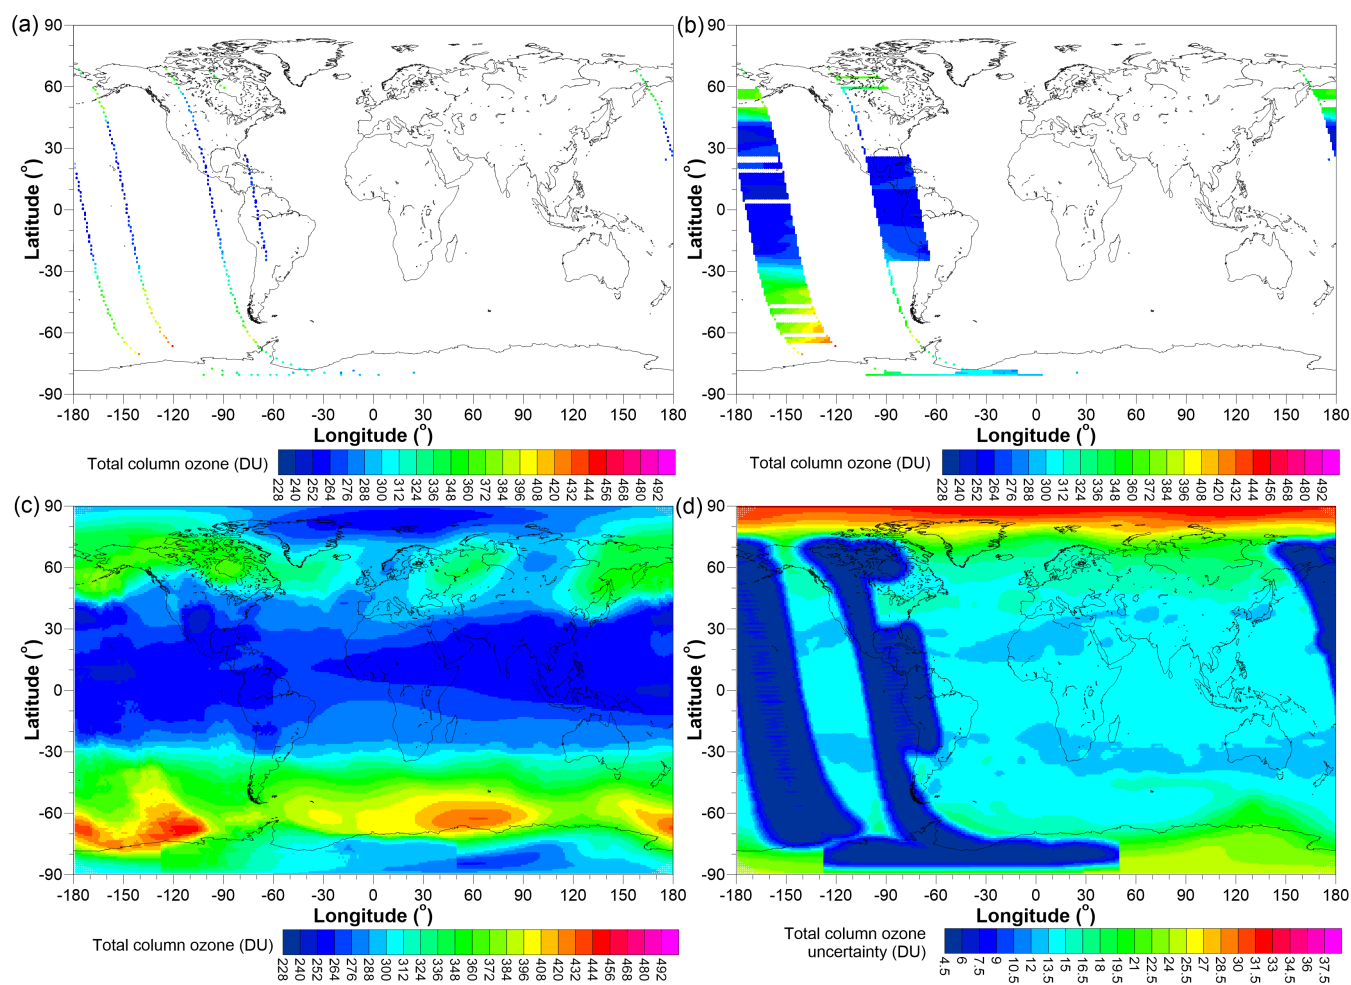 (a) 90 60 30 0 -30 -60 -90
Latitude (°)
-180 -150 -120 -90 -60 -30 0 30 60 90 120 150 180
Longitude (°)
Total column ozone (DU)
228 240 252 264 276 288 300 312 324 336 348 360 372 384 396 408 420 432 444 456 468 480 492
(b) 90 60 30 0 -30 -60 -90
Latitude (°)
-180 -150 -120 -90 -60 -30 0 30 60 90 120 150 180
Longitude (°)
Total column ozone (DU)
228 240 252 264 276 288 300 312 324 336 348 360 372 384 396 408 420 432 444 456 468 480 492
(c) 90 60 30 0 -30 -60 -90
Latitude (°)
-180 -150 -120 -90 -60 -30 0 30 60 90 120 150 180
Longitude (°)
Total column ozone (DU)
228 240 252 264 276 288 300 312 324 336 348 360 372 384 396 408 420 432 444 456 468 480 492
(d) 90 60 30 0 -30 -60 -90
Latitude (°)
-180 -150 -120 -90 -60 -30 0 30 60 90 120 150 180
Longitude (°)
Total column ozone
uncertainty (DU)
4.5 6 7.5 9 10.5 12 13.5 15 16.5 18 19.5 21 22.5 24 25.5 27 28.5 30 31.5 33 34.5 36 37.5